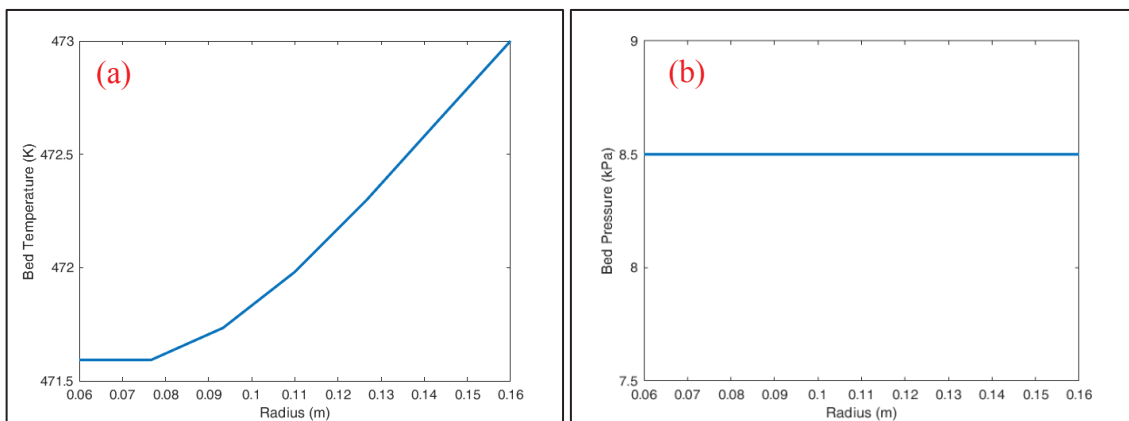 (a)
Bed Temperature (K)
473
472.5
472
471.5
0.06 0.07 0.08 0.09 0.1 0.11 0.12 0.13 0.14 0.15 0.16
Radius (m)
(b)
Bed Pressure (kPa)
9
8.5
8
7.5
0.06 0.07 0.08 0.09 0.1 0.11 0.12 0.13 0.14 0.15 0.16
Radius (m)